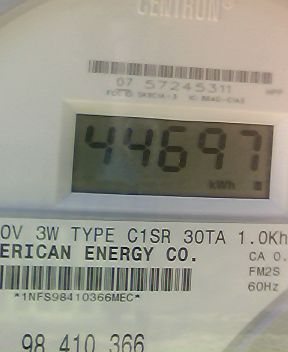 CENTRON®
07 57245311
44697
kWh
0V 3W TYPE C1SR 30TA 1.0Kh
ERICAN ENERGY CO.
CA 0.
FM2S
60Hz
*1NFS98410366MEC*
98 410 366